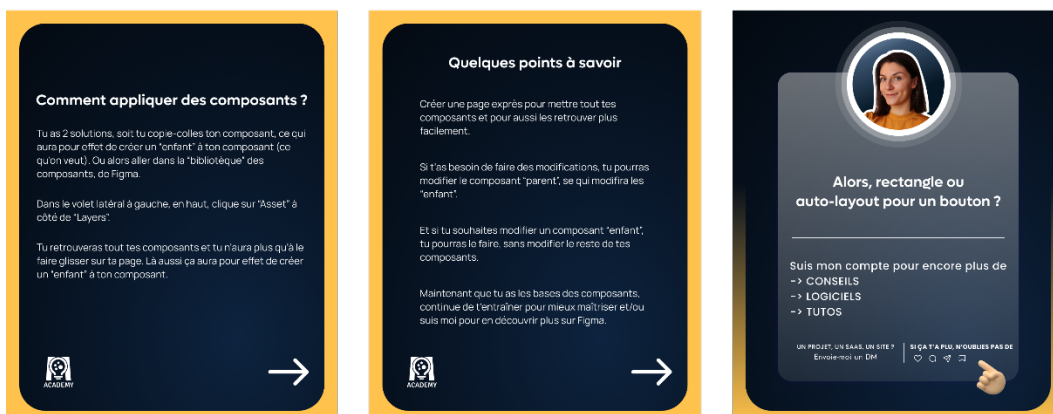 Comment appliquer des composants ?
Tu as 2 solutions, soit tu copie-colles ton composant, ce qui
aura pour effet de créer un "enfant" à ton composant (ce
qu'on veut). Ou alors aller dans la "bibliotèque" des
composants, de Figma.
Dans le volet latéral à gauche, en haut, clique sur "Asset" à
côté de "Layers".
Tu retrouveras tout tes composants et tu n'aura plus qu'à le
faire glisser sur ta page. Là aussi ça aura pour effet de créer
un "enfant" à ton composant.
ACADEMY
Quelques points à savoir
Créer une page exprès pour mettre tout tes
composants et pour aussi les retrouver plus
facilement.
Si t'as besoin de faire des modifications, tu pourras
modifier le composant "parent", se qui modifira les
"enfant".
Et si tu souhaites modifier un composant "enfant",
tu pourras le faire, sans modifier le reste de tes
composants.
Maintenant que tu as les bases des composants,
continue de t'entraîner pour mieux maîtriser et/ou
suis moi pour en découvrir plus sur Figma.
ACADEMY
Alors, rectangle ou
auto-layout pour un bouton ?
Suis mon compte pour encore plus de
-> CONSEILS
-> LOGICIELS
-> TUTOS
UN PROJET, UN SAAS, UN SITE ?
Envoie-moi un DM
SI ÇA T'A PLU, N'OUBLIES PAS DE